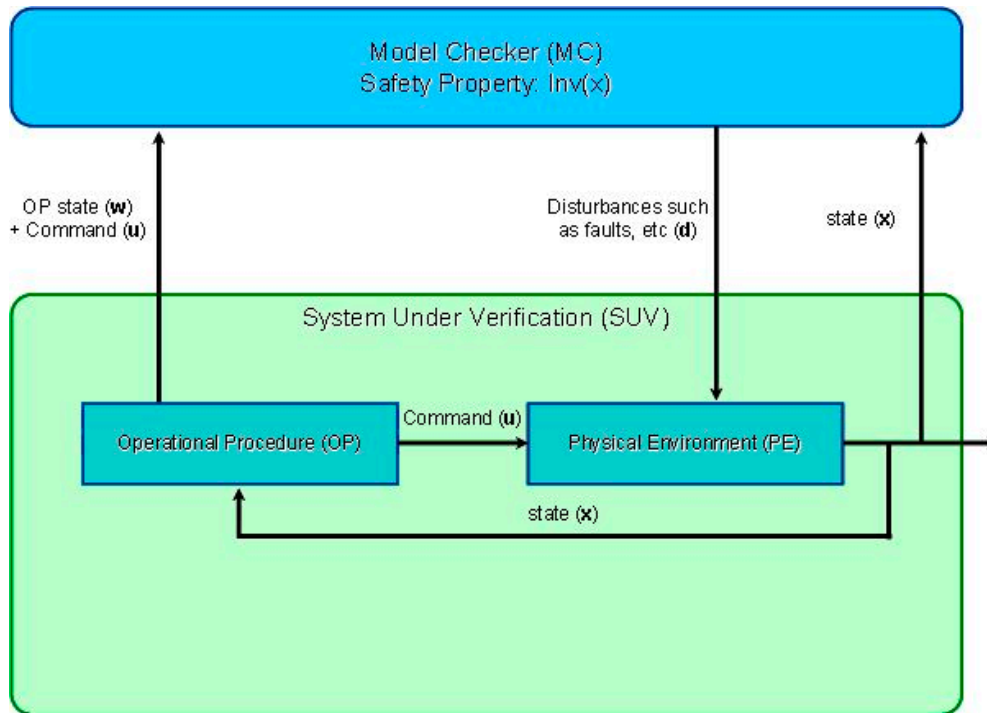 Model Checker (MC)
Safety Property: Inv(x)
OP state (w)
+ Command (u)
Disturbances such
as faults, etc (d)
state (x)
System Under Verification (SUV)
Operational Procedure (OP)
Command (u)
Physical Environment (PE)
state (x)